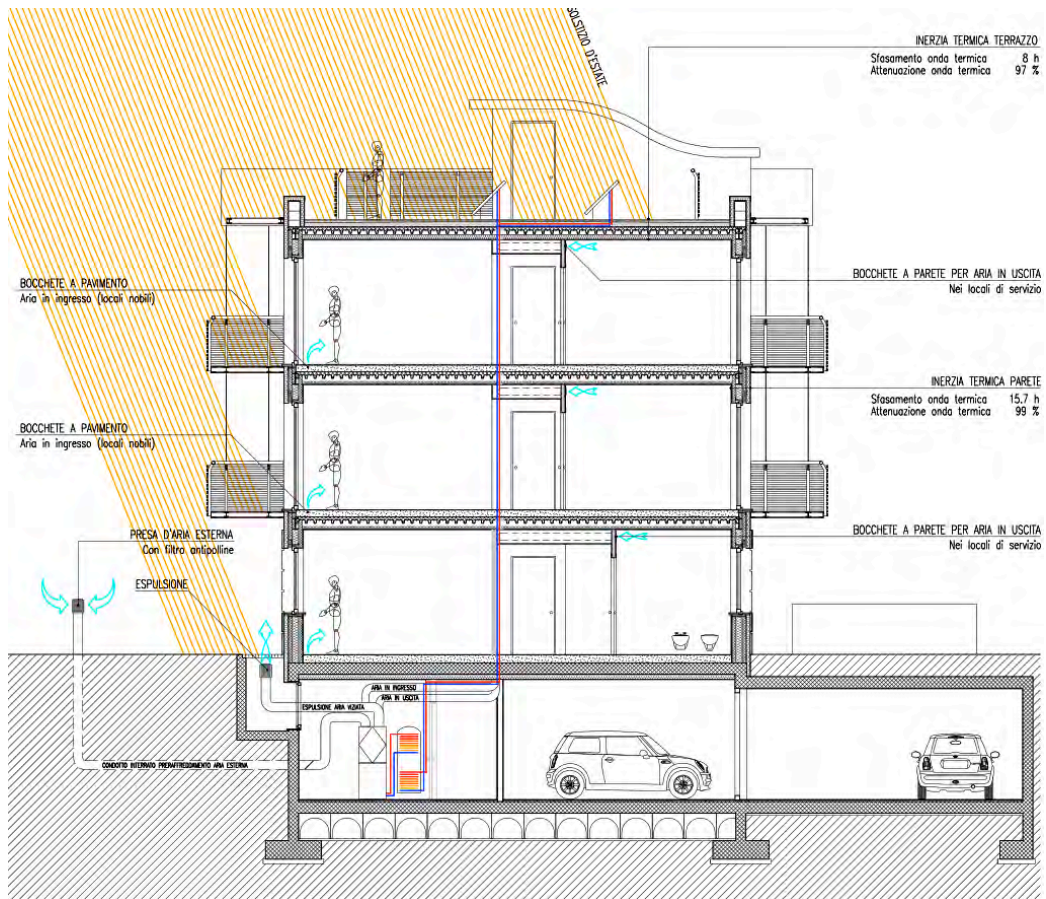 SOLSTIZIO D'ESTATE
INERZIA TERMICA TERRAZZO
Sfasamento onda termica 8 h
Attenuazione onda termica 97 %
BOCCHETE A PAVIMENTO
Aria in ingresso (locali nobili)
BOCCHETE A PARETE PER ARIA IN USCITA
Nei locali di servizio
INERZIA TERMICA PARETE
Sfasamento onda termica 15.7 h
Attenuazione onda termica 99 %
BOCCHETE A PAVIMENTO
Aria in ingresso (locali nobili)
PRESA D'ARIA ESTERNA
Con filtro antipolline
BOCCHETE A PARETE PER ARIA IN USCITA
Nei locali di servizio
ESPULSIONE
ARIA IN INGRESSO
ARIA IN USCITA
ESPULSIONE ARIA VIZIATA
CONDOTTO INTERRATO PRERAFFREDDIMENTO ARIA ESTERNA